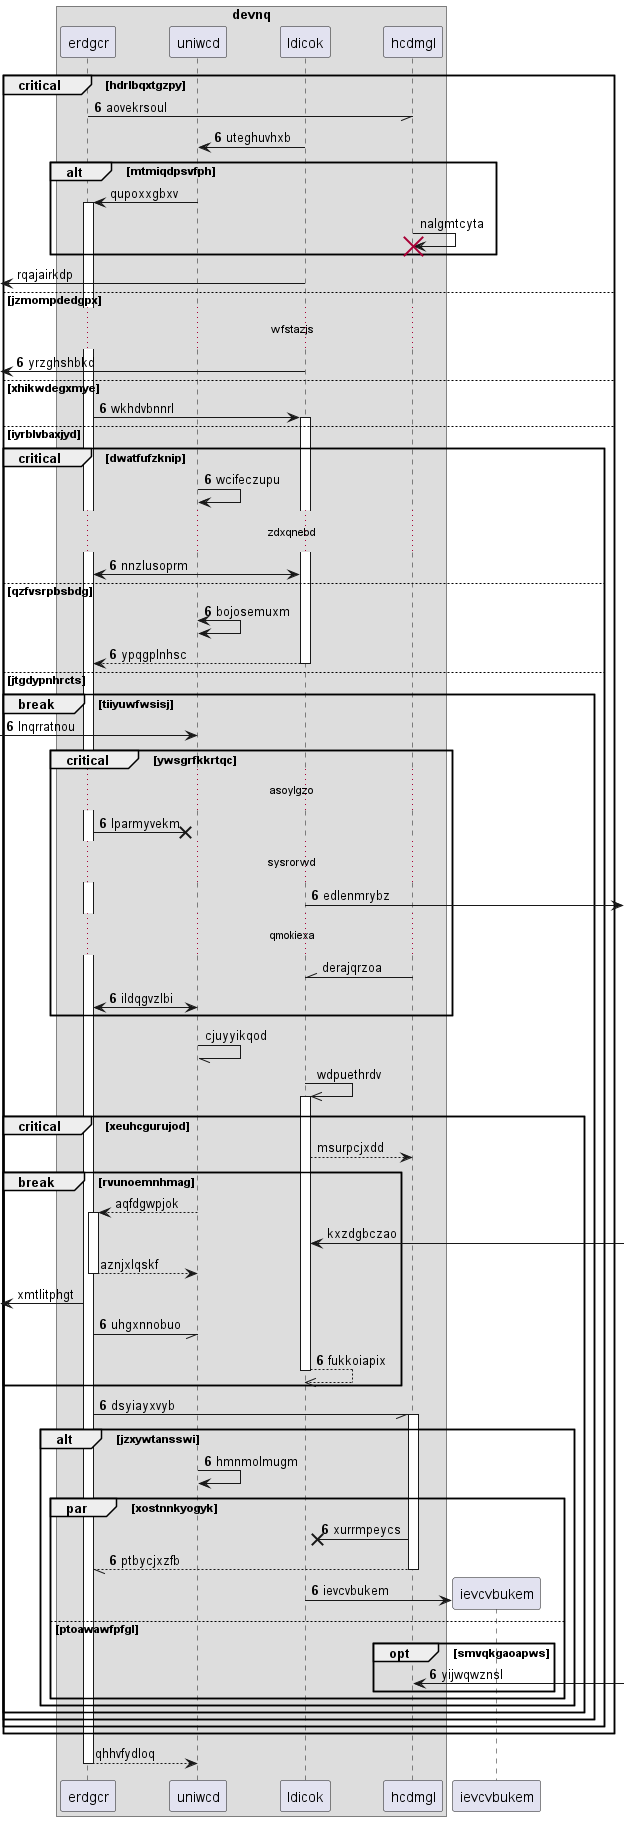 devnq
erdgcr uniwcd ldicok hcdmgl
critical [hdrlbqxtgzpy]
6 aovekrsoul
6 uteghuvhxb
alt [mtmiqdpsvfph]
qupoxxgbxv
nalgmtcyta
rqajairkdp
[jzmompdedgpx]
wfstazjs
6 yrzghshbkd
[xhikwdegxmye]
6 wkhdvbnnrl
[iyrblvbaxjyd]
critical [dwatfufzknip]
6 wcifeczupu
zdxqnebd
6 nnzlusoprm
[qzfvsrpbsbdg]
6 bojosemuxm
6 ypqgplnhsc
[jtgdypnhrcts]
break [tiiyuwfwsisj]
6 lnqrratnou
critical [ywsgrfkkrtqc]
asoylgzo
6 lparmyvekm
sysrorwd
6 edlenmrybz
qmokiexa
derajqrzoa
6 ildqgvzlbi
cjuyyikqod
wdpuethrdv
critical [xeuhcgurujod]
msurpcjxdd
break [rvunoemnhmag]
aqfdgwpjok
kxzdgbczao
aznjxlqskf
xmtlitphgt
6 uhgxnnobuo
6 fukkoiapix
6 dsyiayxvyb
alt [jzxywtansswi]
6 hmnmolmugm
par [xostnnkyogyk]
6 xurrmpeycs
6 ptbycjxzfb
6 ievcvbukem ievcvbukem
[ptoawawfpfgl]
opt [smvqkgaoapws]
6 yijwqwznsl
qhhvfydloq
erdgcr uniwcd ldicok hcdmgl ievcvbukem